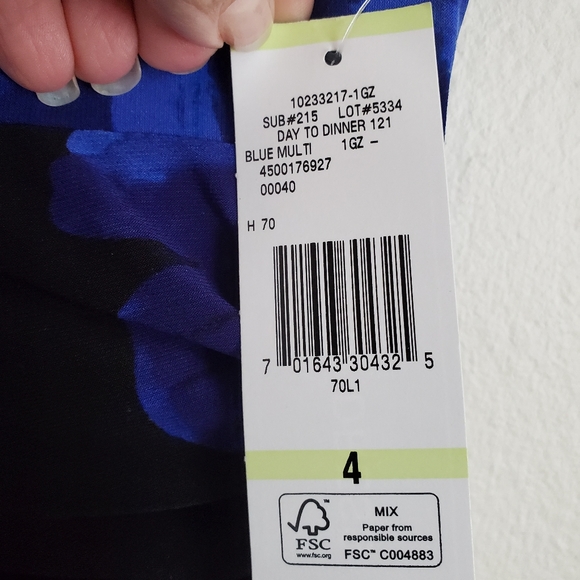 10233217-1GZ
SUB#215 LOT#5334
DAY TO DINNER 121
BLUE MULTI 1GZ -
4500176927
00040
H 70
7 01643 30432 5
70L1
4
FSC™
www.fsc.org
MIX
Paper from
responsible sources
FSC™ C004883